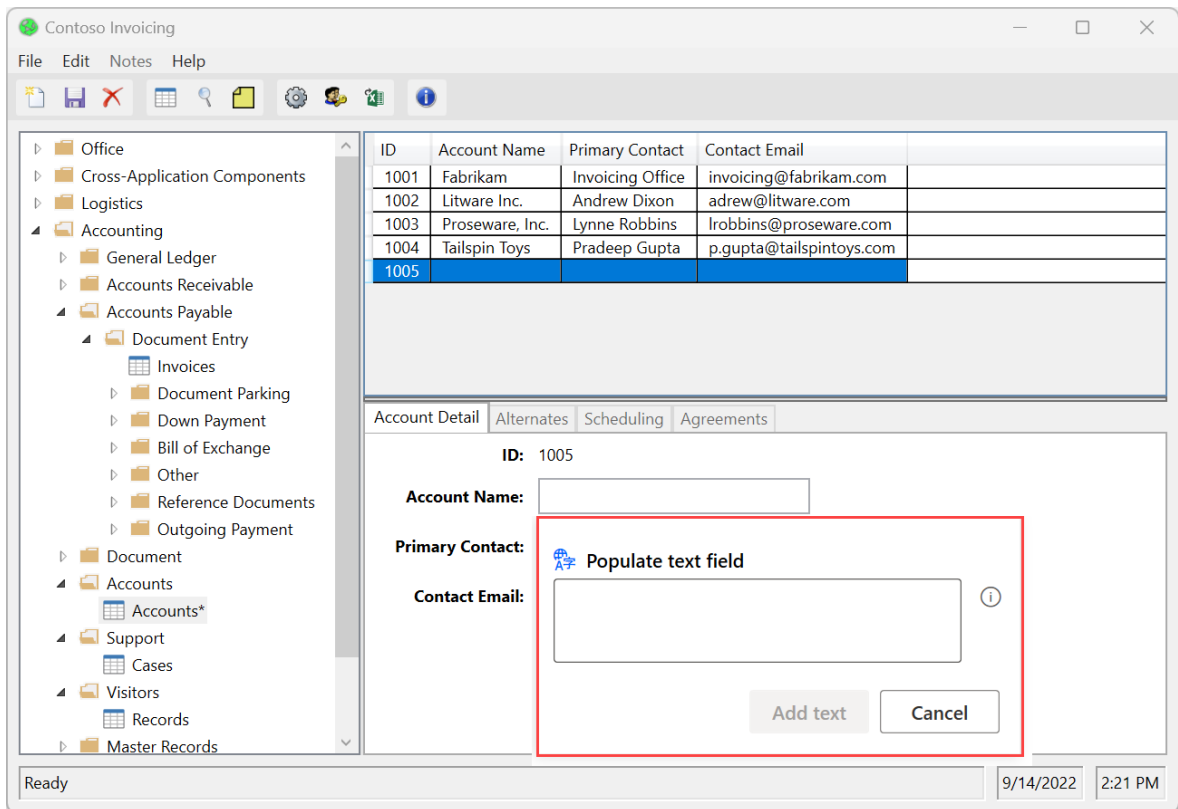 Contoso Invoicing
File Edit Notes Help
Office
Cross-Application Components
Logistics
Accounting
General Ledger
Accounts Receivable
Accounts Payable
Document Entry
Invoices
Document Parking
Down Payment
Bill of Exchange
Other
Reference Documents
Outgoing Payment
Document
Accounts
Accounts*
Support
Cases
Visitors
Records
Master Records
ID Account Name Primary Contact Contact Email
1001 Fabrikam Invoicing Office invoicing@fabrikam.com
1002 Litware Inc. Andrew Dixon adrew@litware.com
1003 Proseware, Inc. Lynne Robbins lrobbins@proseware.com
1004 Tailspin Toys Pradeep Gupta p.gupta@tailspintoys.com
1005
Account Detail Alternates Scheduling Agreements
ID: 1005
Account Name:
Primary Contact:
Contact Email:
Populate text field
Add text Cancel
Ready 9/14/2022 2:21 PM